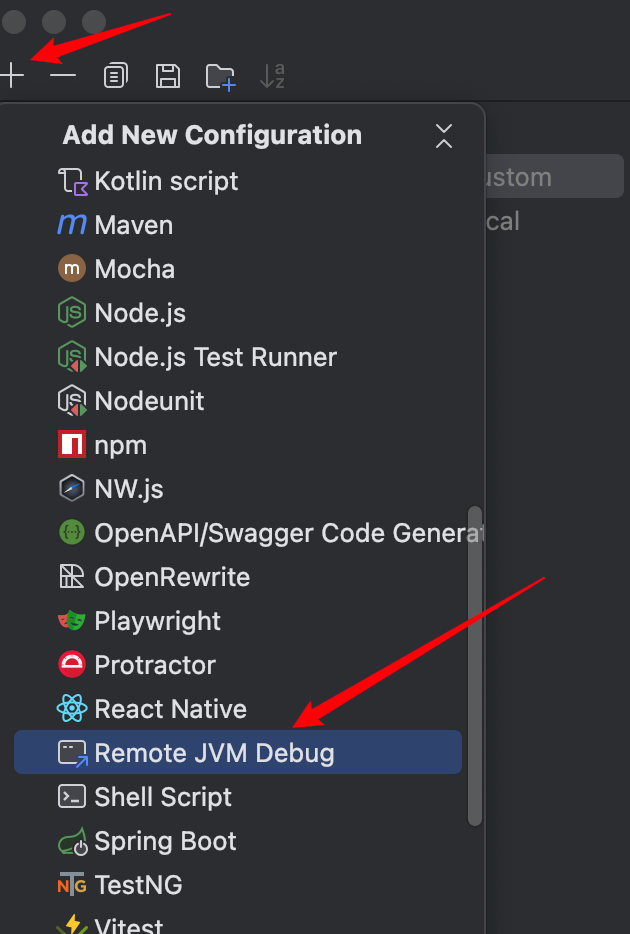 Add New Configuration
ustom
Kotlin script
cal
Maven
Mocha
Node.js
Node.js Test Runner
Nodeunit
npm
NW.js
OpenAPI/Swagger Code Generat
OpenRewrite
Playwright
Protractor
React Native
Remote JVM Debug
Shell Script
Spring Boot
TestNG
Vitest